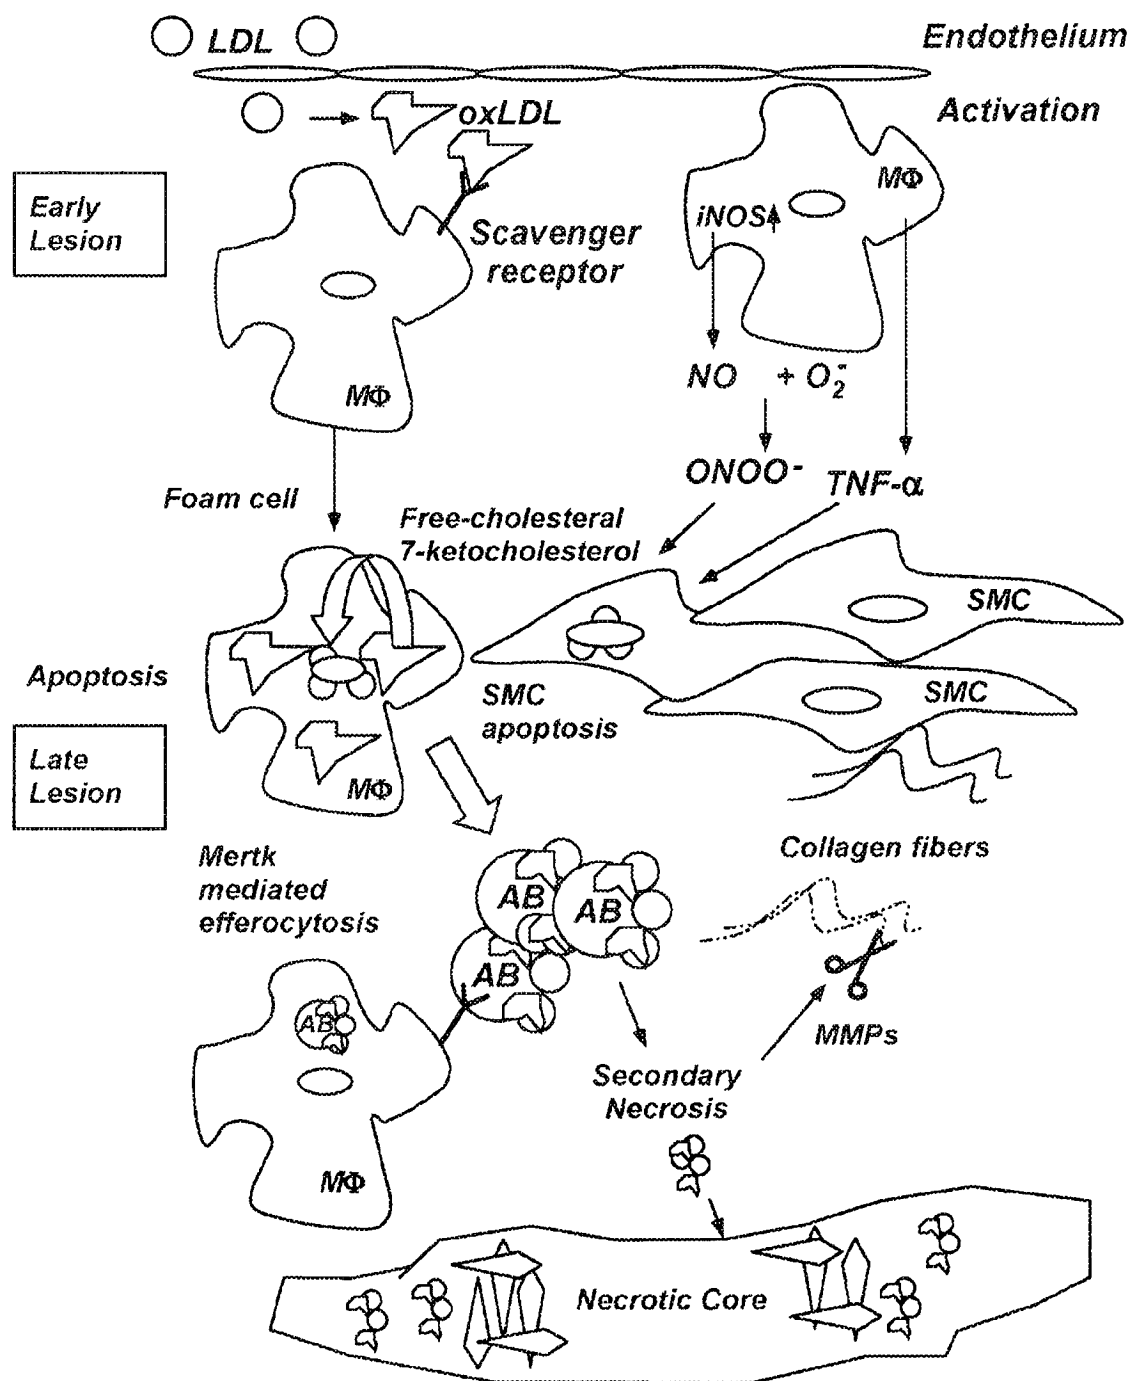 LDL
Endothelium
oxLDL
Activation
Early
Lesion
MΦ
iNOS
Scavenger
receptor
NO + O2-
MΦ
ONOO-
TNF-α
Foam cell
Free-cholesteral
7-ketocholesterol
SMC
Apoptosis
SMC
apoptosis
SMC
Late
Lesion
MΦ
Mertk
mediated
efferocytosis
Collagen fibers
AB
AB
AB
AB
MMPs
Secondary
Necrosis
MΦ
Necrotic Core